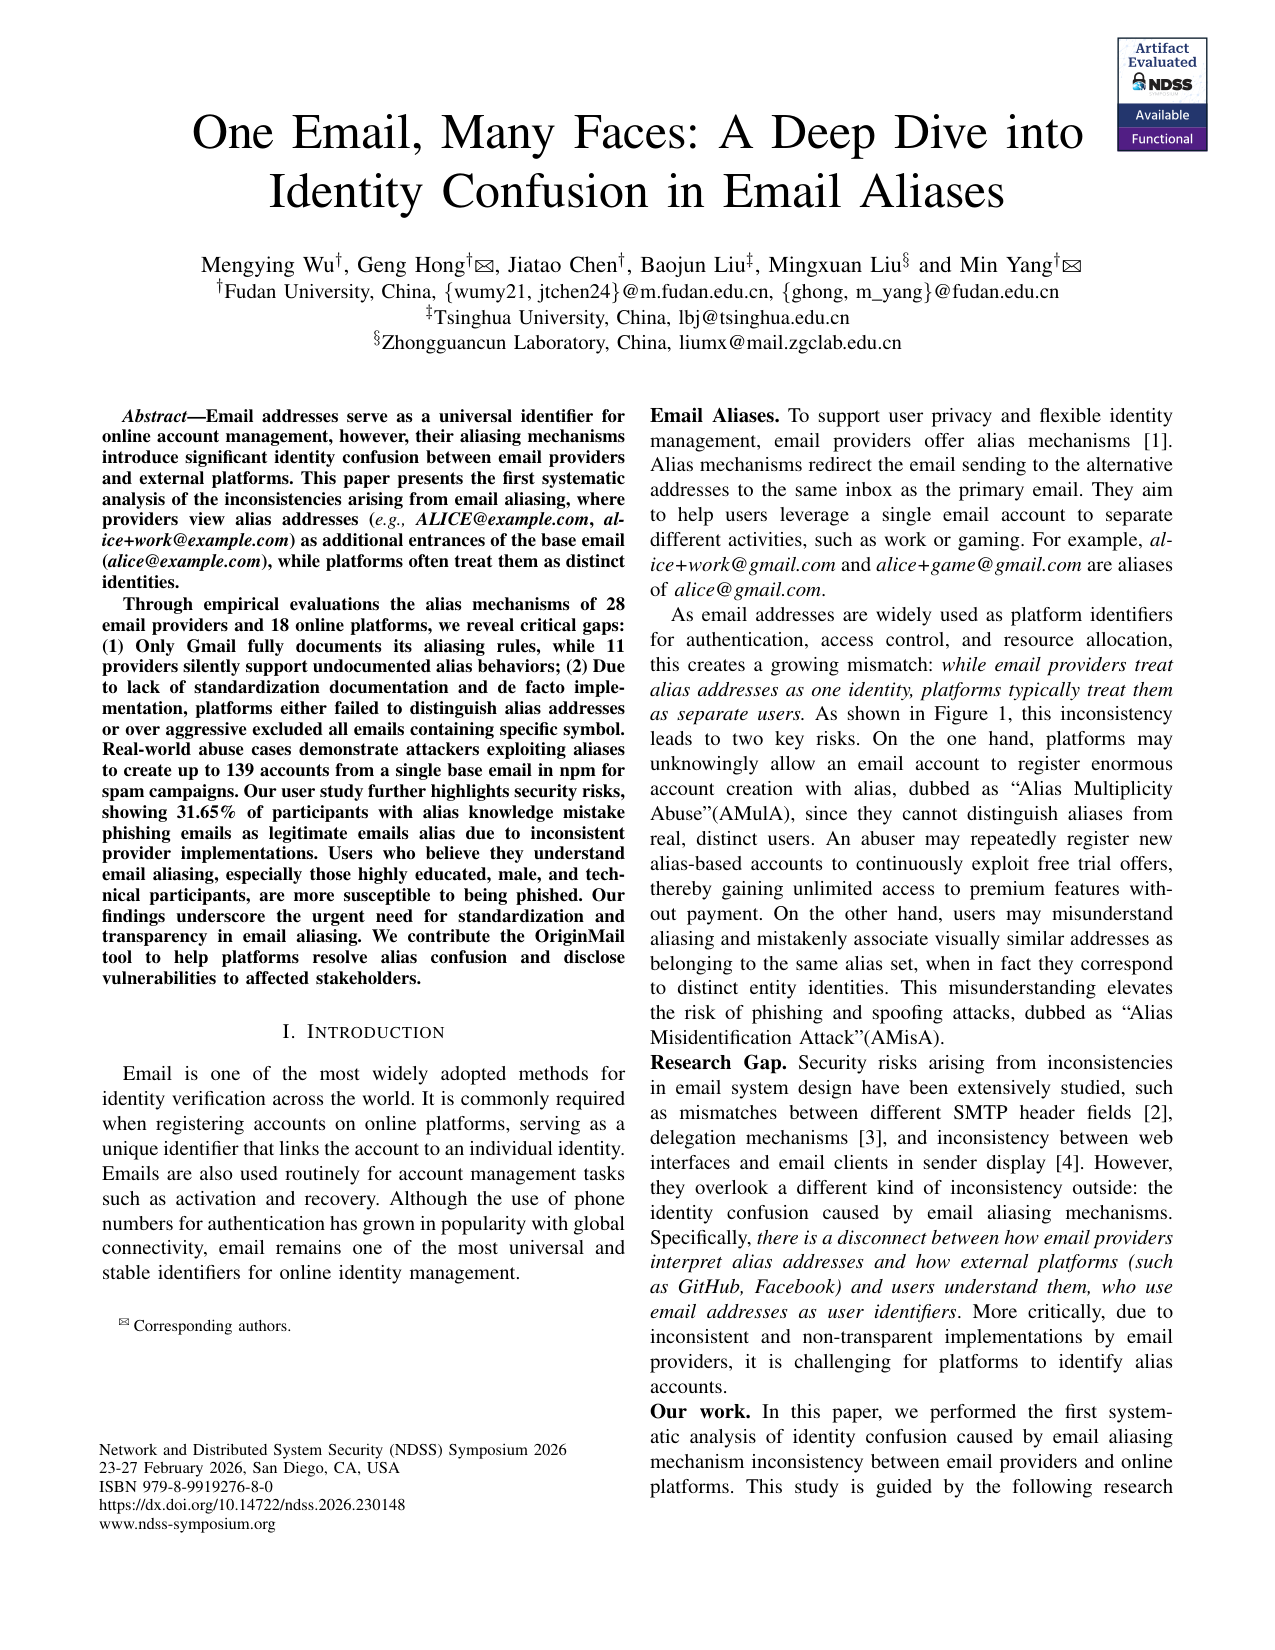 Artifact
Evaluated
NDSS
Available
Functional
One Email, Many Faces: A Deep Dive into
Identity Confusion in Email Aliases
Mengying Wu†, Geng Hong†✉, Jiatao Chen†, Baojun Liu‡, Mingxuan Liu§ and Min Yang†✉
†Fudan University, China, {wumy21, jtchen24}@m.fudan.edu.cn, {ghong, m_yang}@fudan.edu.cn
‡Tsinghua University, China, lbj@tsinghua.edu.cn
§Zhongguancun Laboratory, China, liumx@mail.zgclab.edu.cn
Abstract—Email addresses serve as a universal identifier for
online account management, however, their aliasing mechanisms
introduce significant identity confusion between email providers
and external platforms. This paper presents the first systematic
analysis of the inconsistencies arising from email aliasing, where
providers view alias addresses (e.g., ALICE@example.com, al-
ice+work@example.com) as additional entrances of the base email
(alice@example.com), while platforms often treat them as distinct
identities.
Through empirical evaluations the alias mechanisms of 28
email providers and 18 online platforms, we reveal critical gaps:
(1) Only Gmail fully documents its aliasing rules, while 11
providers silently support undocumented alias behaviors; (2) Due
to lack of standardization documentation and de facto imple-
mentation, platforms either failed to distinguish alias addresses
or over aggressive excluded all emails containing specific symbol.
Real-world abuse cases demonstrate attackers exploiting aliases
to create up to 139 accounts from a single base email in npm for
spam campaigns. Our user study further highlights security risks,
showing 31.65% of participants with alias knowledge mistake
phishing emails as legitimate emails alias due to inconsistent
provider implementations. Users who believe they understand
email aliasing, especially those highly educated, male, and tech-
nical participants, are more susceptible to being phished. Our
findings underscore the urgent need for standardization and
transparency in email aliasing. We contribute the OriginMail
tool to help platforms resolve alias confusion and disclose
vulnerabilities to affected stakeholders.
I. INTRODUCTION
Email is one of the most widely adopted methods for
identity verification across the world. It is commonly required
when registering accounts on online platforms, serving as a
unique identifier that links the account to an individual identity.
Emails are also used routinely for account management tasks
such as activation and recovery. Although the use of phone
numbers for authentication has grown in popularity with global
connectivity, email remains one of the most universal and
stable identifiers for online identity management.
✉ Corresponding authors.
Network and Distributed System Security (NDSS) Symposium 2026
23-27 February 2026, San Diego, CA, USA
ISBN 979-8-9919276-8-0
https://dx.doi.org/10.14722/ndss.2026.230148
www.ndss-symposium.org
Email Aliases. To support user privacy and flexible identity
management, email providers offer alias mechanisms [1].
Alias mechanisms redirect the email sending to the alternative
addresses to the same inbox as the primary email. They aim
to help users leverage a single email account to separate
different activities, such as work or gaming. For example, al-
ice+work@gmail.com and alice+game@gmail.com are aliases
of alice@gmail.com.
As email addresses are widely used as platform identifiers
for authentication, access control, and resource allocation,
this creates a growing mismatch: while email providers treat
alias addresses as one identity, platforms typically treat them
as separate users. As shown in Figure 1, this inconsistency
leads to two key risks. On the one hand, platforms may
unknowingly allow an email account to register enormous
account creation with alias, dubbed as “Alias Multiplicity
Abuse”(AMulA), since they cannot distinguish aliases from
real, distinct users. An abuser may repeatedly register new
alias-based accounts to continuously exploit free trial offers,
thereby gaining unlimited access to premium features with-
out payment. On the other hand, users may misunderstand
aliasing and mistakenly associate visually similar addresses as
belonging to the same alias set, when in fact they correspond
to distinct entity identities. This misunderstanding elevates
the risk of phishing and spoofing attacks, dubbed as “Alias
Misidentification Attack”(AMisA).
Research Gap. Security risks arising from inconsistencies
in email system design have been extensively studied, such
as mismatches between different SMTP header fields [2],
delegation mechanisms [3], and inconsistency between web
interfaces and email clients in sender display [4]. However,
they overlook a different kind of inconsistency outside: the
identity confusion caused by email aliasing mechanisms.
Specifically, there is a disconnect between how email providers
interpret alias addresses and how external platforms (such
as GitHub, Facebook) and users understand them, who use
email addresses as user identifiers. More critically, due to
inconsistent and non-transparent implementations by email
providers, it is challenging for platforms to identify alias
accounts.
Our work. In this paper, we performed the first system-
atic analysis of identity confusion caused by email aliasing
mechanism inconsistency between email providers and online
platforms. This study is guided by the following research